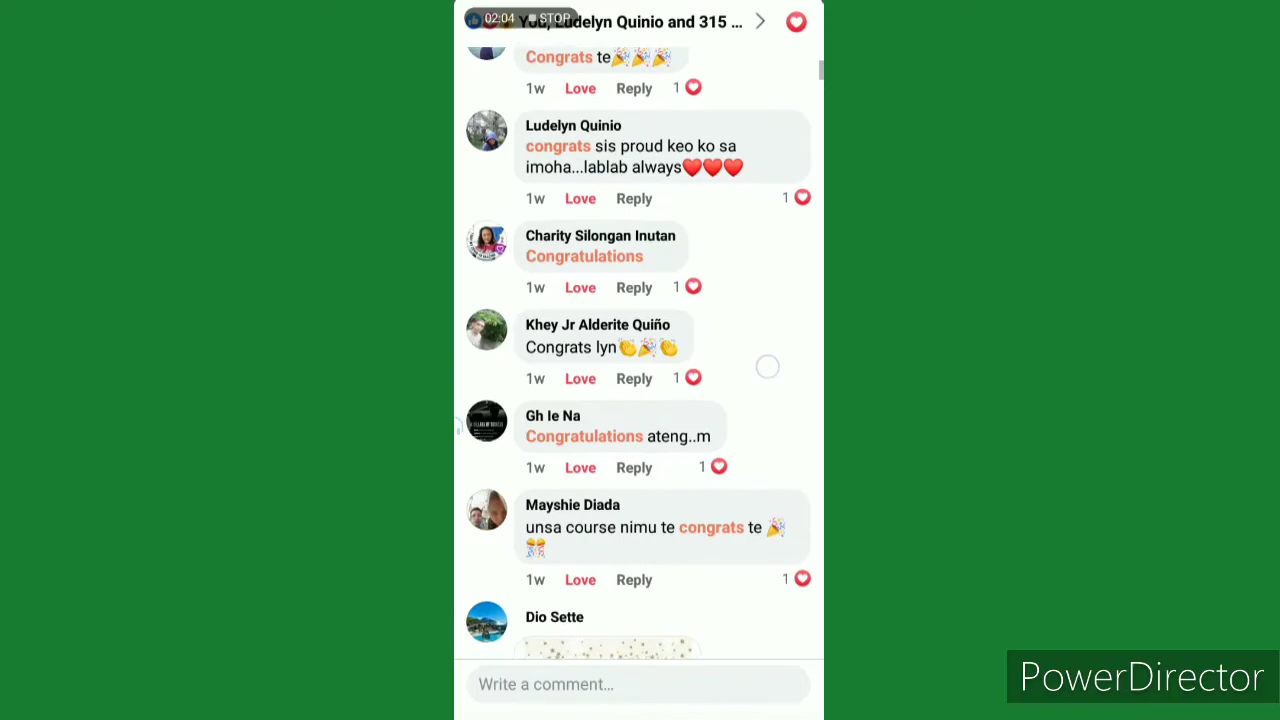 02:04 STOP
You, Ludelyn Quinio and 315 ...
Congrats te🎉🎉🎉
1w Love Reply 1
Ludelyn Quinio
congrats sis proud keo ko sa
imoha...lablab always❤️❤️❤️
1w Love Reply 1
Charity Silongan Inutan
Congratulations
1w Love Reply 1
Khey Jr Alderite Quiño
Congrats lyn👏🎉👏
1w Love Reply 1
Gh Ie Na
Congratulations ateng..m
1w Love Reply 1
Mayshie Diada
unsa course nimu te congrats te 🎉
🎊
1w Love Reply 1
Dio Sette
Write a comment...
PowerDirector